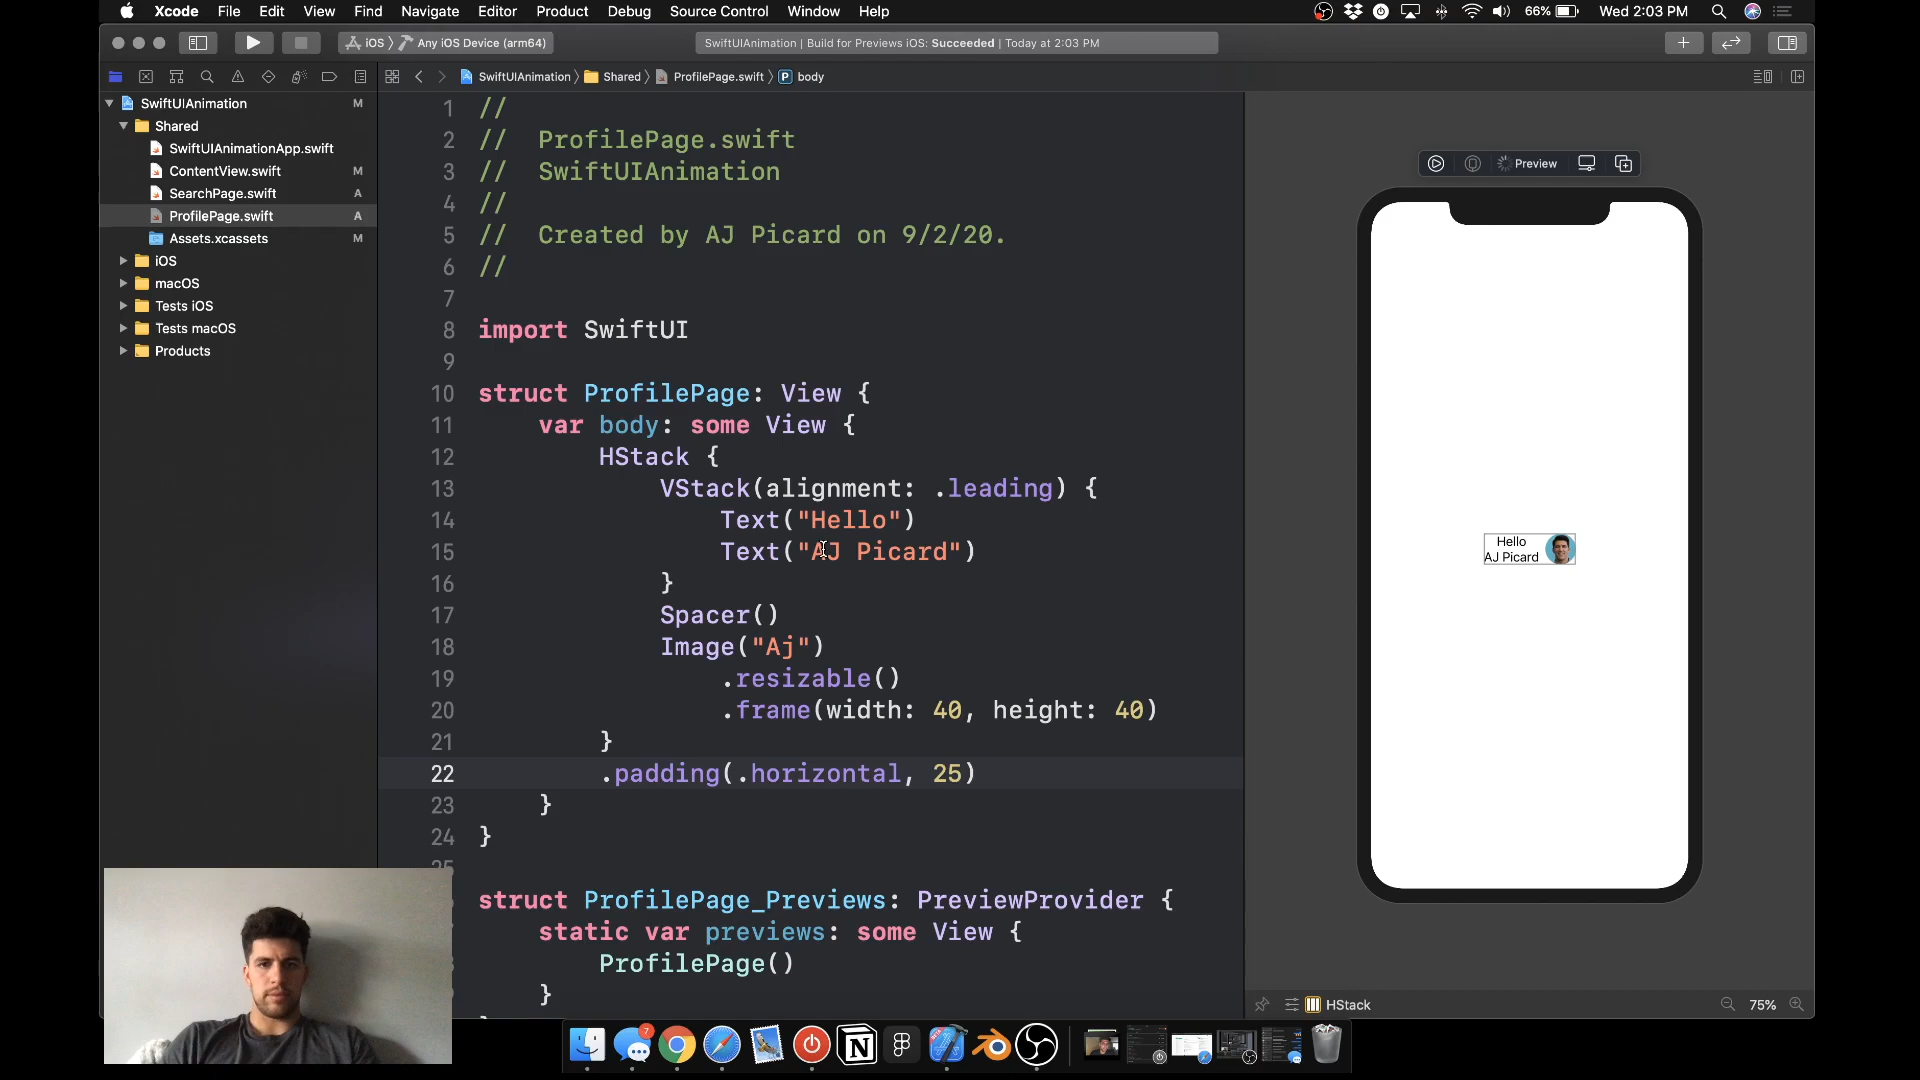 Xcode File Edit View Find Navigate Editor Product Debug Source Control Window Help
66% Wed 2:03 PM
iOS Any iOS Device (arm64)
SwiftUIAnimation | Build for Previews iOS: Succeeded | Today at 2:03 PM
SwiftUIAnimation Shared ProfilePage.swift P body
SwiftUIAnimation M
Shared
SwiftUIAnimationApp.swift
ContentView.swift M
SearchPage.swift A
ProfilePage.swift A
Assets.xcassets M
iOS
macOS
Tests iOS
Tests macOS
Products
1 //
2 // ProfilePage.swift
3 // SwiftUIAnimation
4 //
5 // Created by AJ Picard on 9/2/20.
6 //
7
8 import SwiftUI
9
10 struct ProfilePage: View {
11 var body: some View {
12 HStack {
13 VStack(alignment: .leading) {
14 Text("Hello")
15 Text("AJ Picard")
16 }
17 Spacer()
18 Image("Aj")
19 .resizable()
20 .frame(width: 40, height: 40)
21 }
22 .padding(.horizontal, 25)
23 }
24 }
25
struct ProfilePage_Previews: PreviewProvider {
static var previews: some View {
ProfilePage()
}
Preview
Hello
AJ Picard
HStack
75%
7